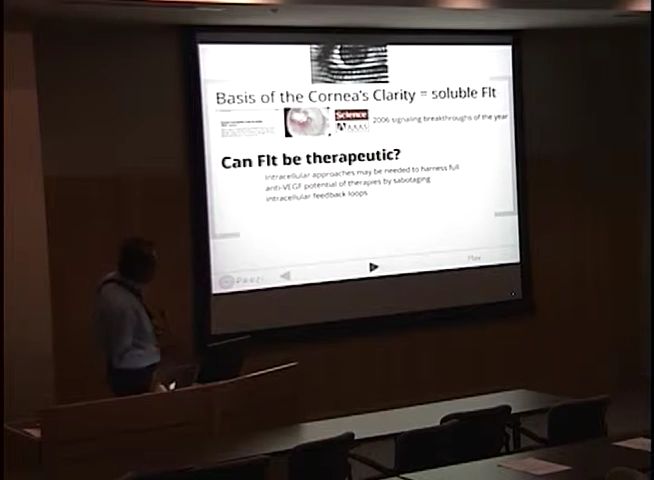 Basis of the Cornea's Clarity = soluble Flt
Science
AAAS
2006 signaling breakthroughs of the year
Can Flt be therapeutic?
Intracellular approaches may be needed to harness full
anti-VEGF potential of therapies by sabotaging
intracellular feedback loops
Prezi